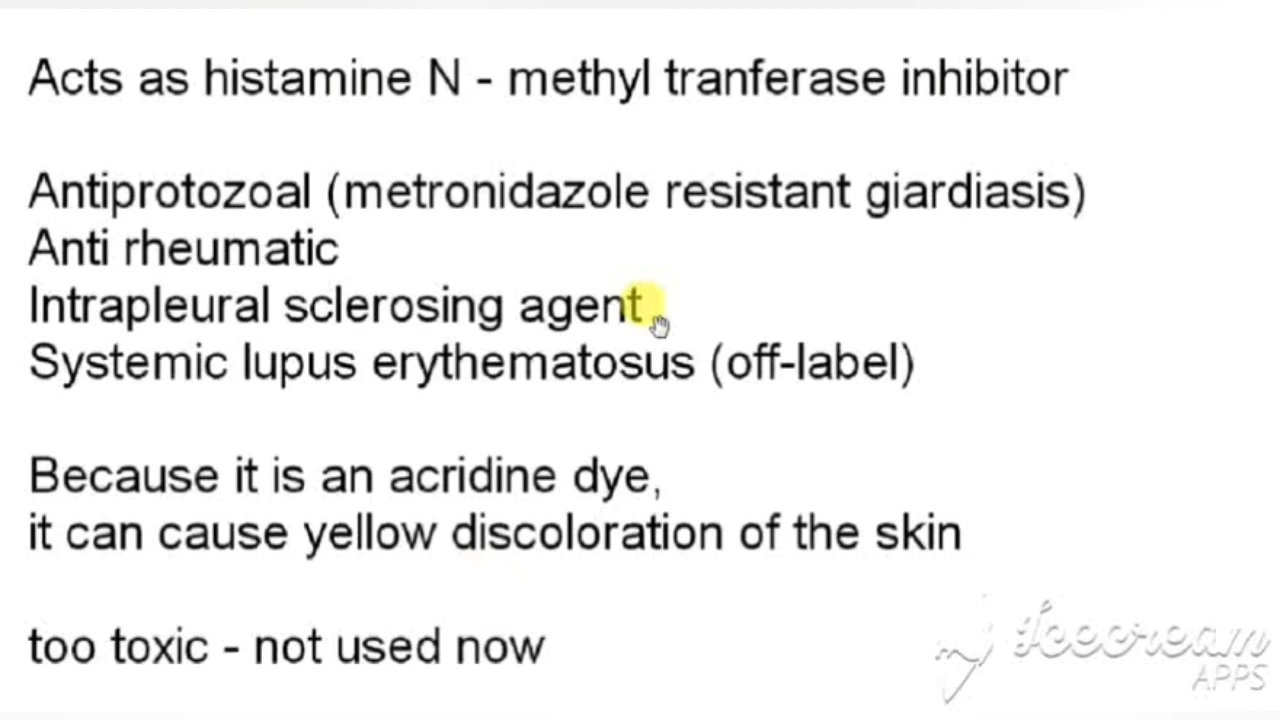 Acts as histamine N - methyl tranferase inhibitor
Antiprotozoal (metronidazole resistant giardiasis)
Anti rheumatic
Intrapleural sclerosing agent
Systemic lupus erythematosus (off-label)
Because it is an acridine dye,
it can cause yellow discoloration of the skin
too toxic - not used now
Icecream
APPS